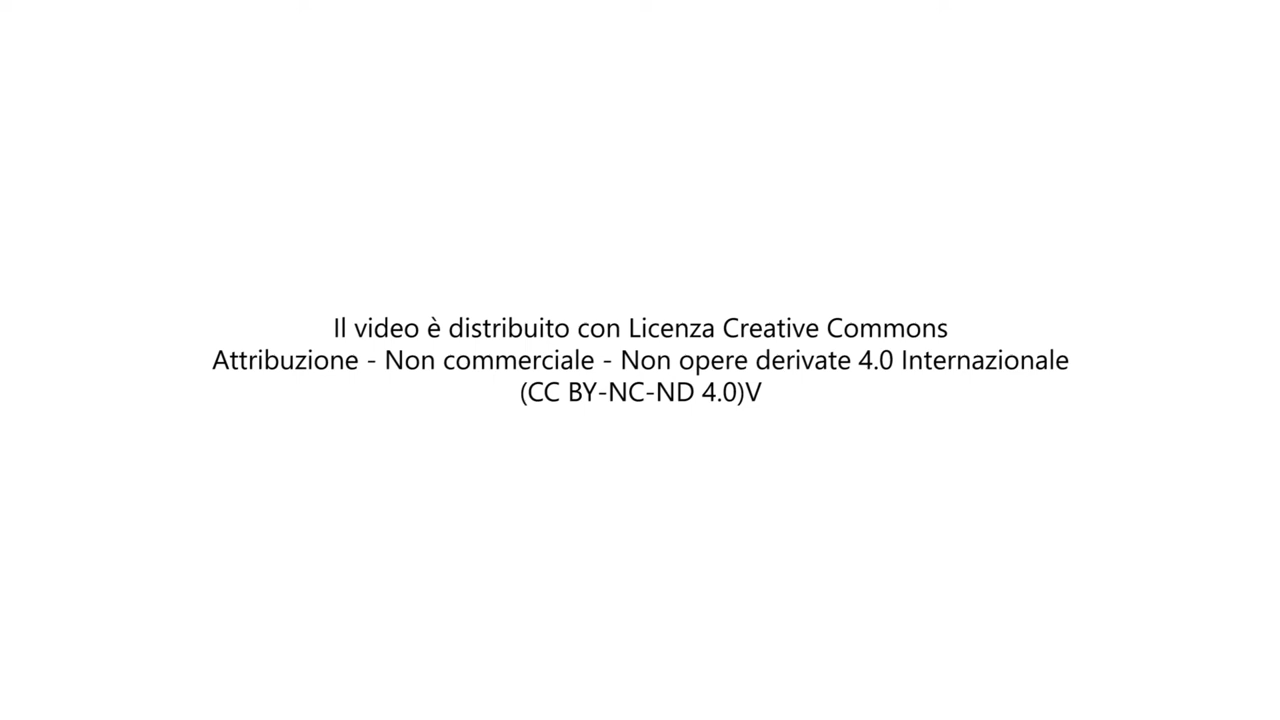 Il video è distribuito con Licenza Creative Commons
Attribuzione - Non commerciale - Non opere derivate 4.0 Internazionale
(CC BY-NC-ND 4.0)V